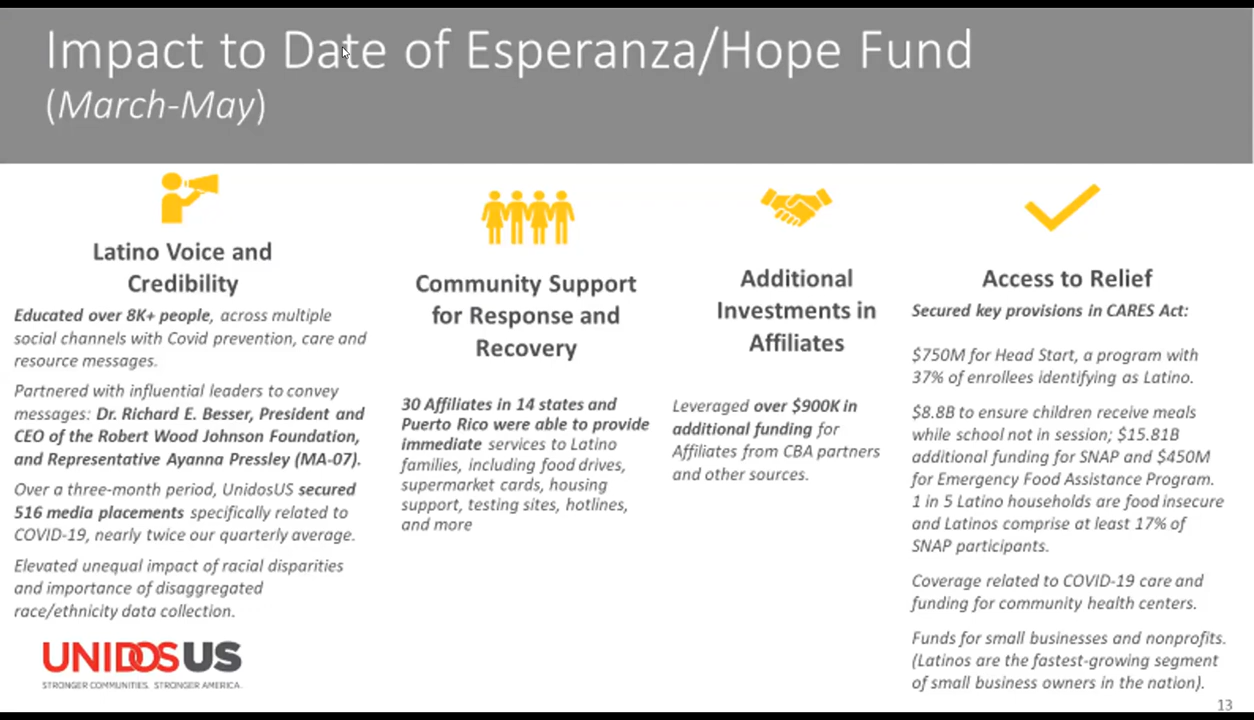 Impact to Date of Esperanza/Hope Fund
(March-May)
Latino Voice and
Credibility
Educated over 8K+ people, across multiple
social channels with Covid prevention, care and
resource messages.
Partnered with influential leaders to convey
messages: Dr. Richard E. Besser, President and
CEO of the Robert Wood Johnson Foundation,
and Representative Ayanna Pressley (MA-07).
Over a three-month period, UnidosUS secured
516 media placements specifically related to
COVID-19, nearly twice our quarterly average.
Elevated unequal impact of racial disparities
and importance of disaggregated
race/ethnicity data collection.
UNIDOSUS
STRONGER COMMUNITIES. STRONGER AMERICA.
Community Support
for Response and
Recovery
30 Affiliates in 14 states and
Puerto Rico were able to provide
immediate services to Latino
families, including food drives,
supermarket cards, housing
support, testing sites, hotlines,
and more
Additional
Investments in
Affiliates
Leveraged over $900K in
additional funding for
Affiliates from CBA partners
and other sources.
Access to Relief
Secured key provisions in CARES Act:
$750M for Head Start, a program with
37% of enrollees identifying as Latino.
$8.8B to ensure children receive meals
while school not in session; $15.81B
additional funding for SNAP and $450M
for Emergency Food Assistance Program.
1 in 5 Latino households are food insecure
and Latinos comprise at least 17% of
SNAP participants.
Coverage related to COVID-19 care and
funding for community health centers.
Funds for small businesses and nonprofits.
(Latinos are the fastest-growing segment
of small business owners in the nation).
13